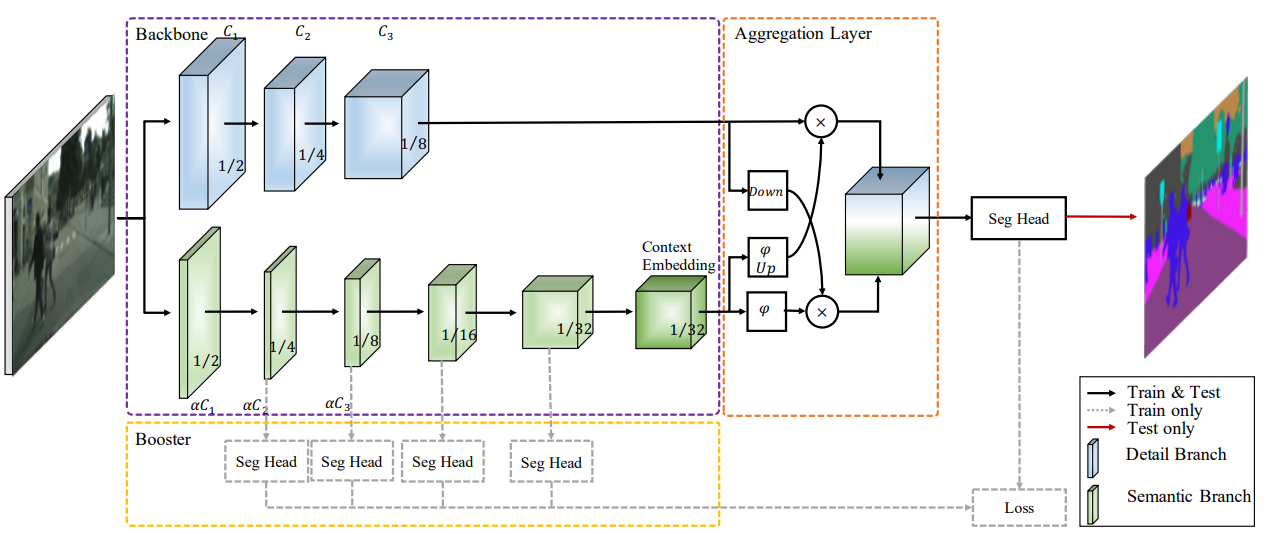 Backbone
C₁
C₂
C₃
Aggregation Layer
1/2
1/4
1/8
×
Down
φ
Up
Seg Head
Context
Embedding
1/2
1/4
1/8
1/16
1/32
1/32
φ
×
αC₁
αC₂
αC₃
Train & Test
Train only
Test only
Detail Branch
Semantic Branch
Booster
Seg Head
Seg Head
Seg Head
Seg Head
Loss